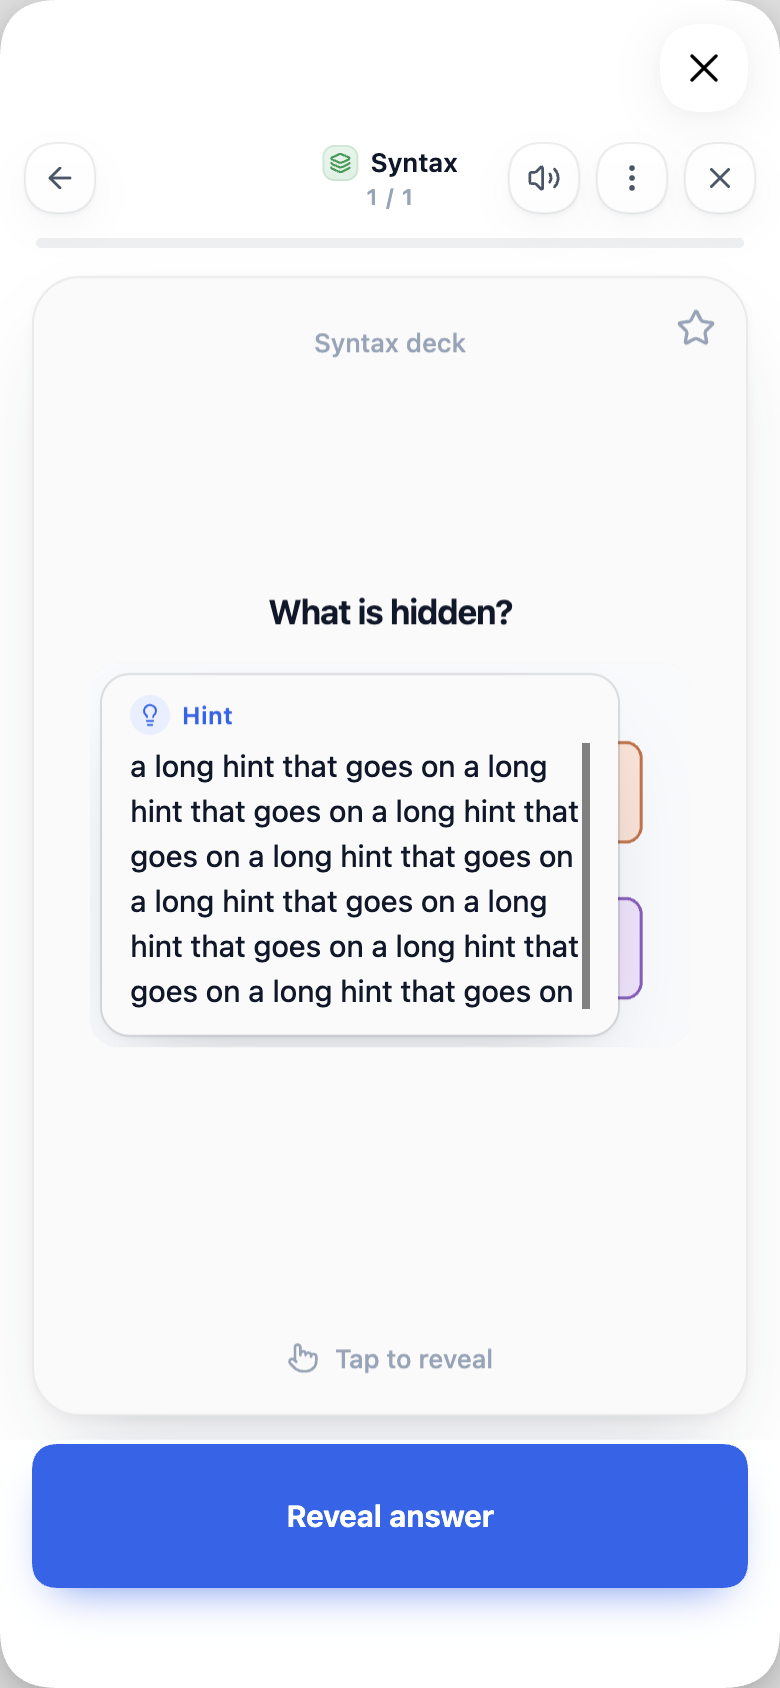 Syntax
1 / 1
Syntax deck
What is hidden?
Hint
a long hint that goes on a long
hint that goes on a long hint that
goes on a long hint that goes on
a long hint that goes on a long
hint that goes on a long hint that
goes on a long hint that goes on
Tap to reveal
Reveal answer